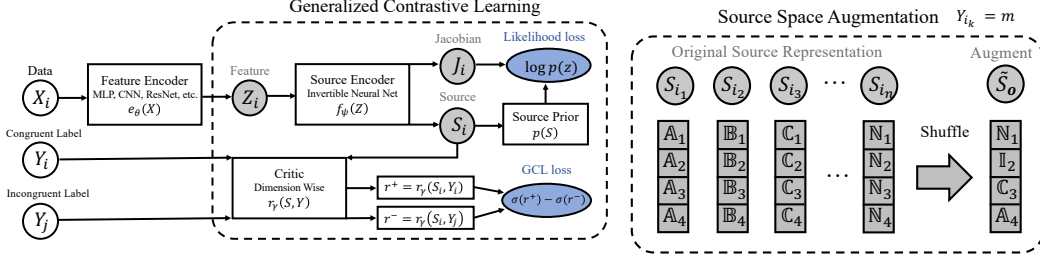 Generalized Contrastive Learning
Data
X_i
Feature Encoder
MLP, CNN, ResNet, etc.
e_θ(X)
Feature
Z_i
Source Encoder
Invertible Neural Net
f_ψ(Z)
Jacobian
J_i
Likelihood loss
log p(z)
Source
S_i
Source Prior
p(S)
Congruent Label
Y_i
Incongruent Label
Y_j
Critic
Dimension Wise
r_γ(S, Y)
r⁺ = r_γ(S_i, Y_i)
r⁻ = r_γ(S_i, Y_j)
GCL loss
σ(r⁺) − σ(r⁻)
Source Space Augmentation Y_{i_k} = m
Original Source Representation
Augment
S_{i_1} S_{i_2} S_{i_3} ⋯ S_{i_n} S̃_o
𝔸_1 𝔹_1 ℂ_1 ℕ_1 ℕ_1
𝔸_2 𝔹_2 ℂ_2 ℕ_2 𝕀_2
𝔸_3 𝔹_3 ℂ_3 ⋯ ℕ_3 ℂ_3
𝔸_4 𝔹_4 ℂ_4 ℕ_4 𝔸_4
Shuffle